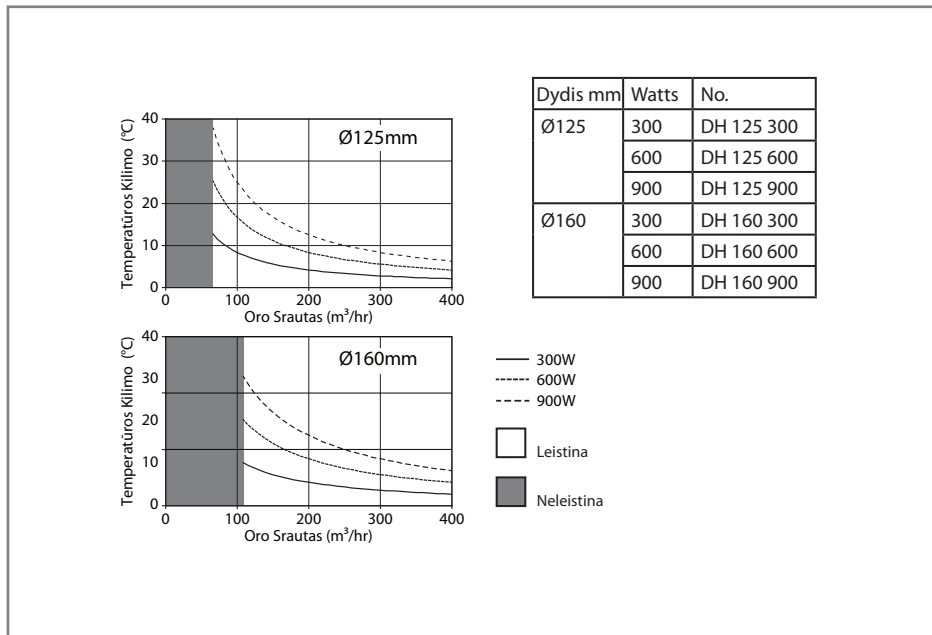 40
30
20
10
0
Temperatūros Kilimo (°C)
Ø125mm
0 100 200 300 400
Oro Srautas (m³/hr)
40
30
20
10
0
Temperatūros Kilimo (°C)
Ø160mm
0 100 200 300 400
Oro Srautas (m³/hr)
Dydis mm Watts No.
Ø125 300 DH 125 300
600 DH 125 600
900 DH 125 900
Ø160 300 DH 160 300
600 DH 160 600
900 DH 160 900
300W
600W
900W
Leistina
Neleistina